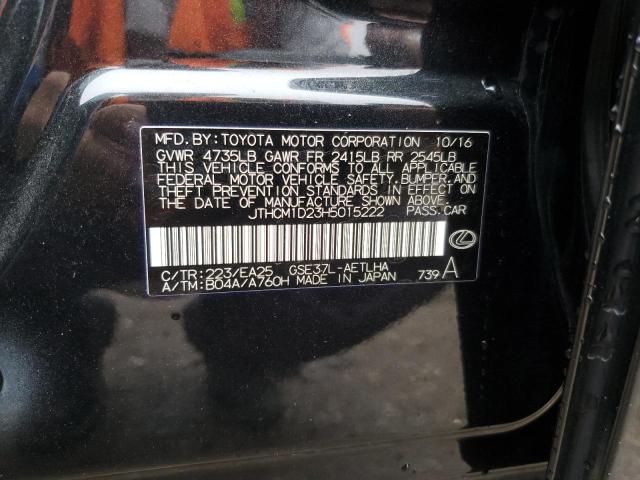 MFD. BY: TOYOTA MOTOR CORPORATION 10/16
GVWR 4735LB GAWR FR 2415LB RR 2545LB
THIS VEHICLE CONFORMS TO ALL APPLICABLE
FEDERAL MOTOR VEHICLE SAFETY, BUMPER, AND
THEFT PREVENTION STANDARDS IN EFFECT ON
THE DATE OF MANUFACTURE SHOWN ABOVE.
JTHCM1D23H5015222 PASS. CAR
C/TR: 223/EA25 GSE37L-AETLHA
A/TM: B04A/A760H MADE IN JAPAN 739 A